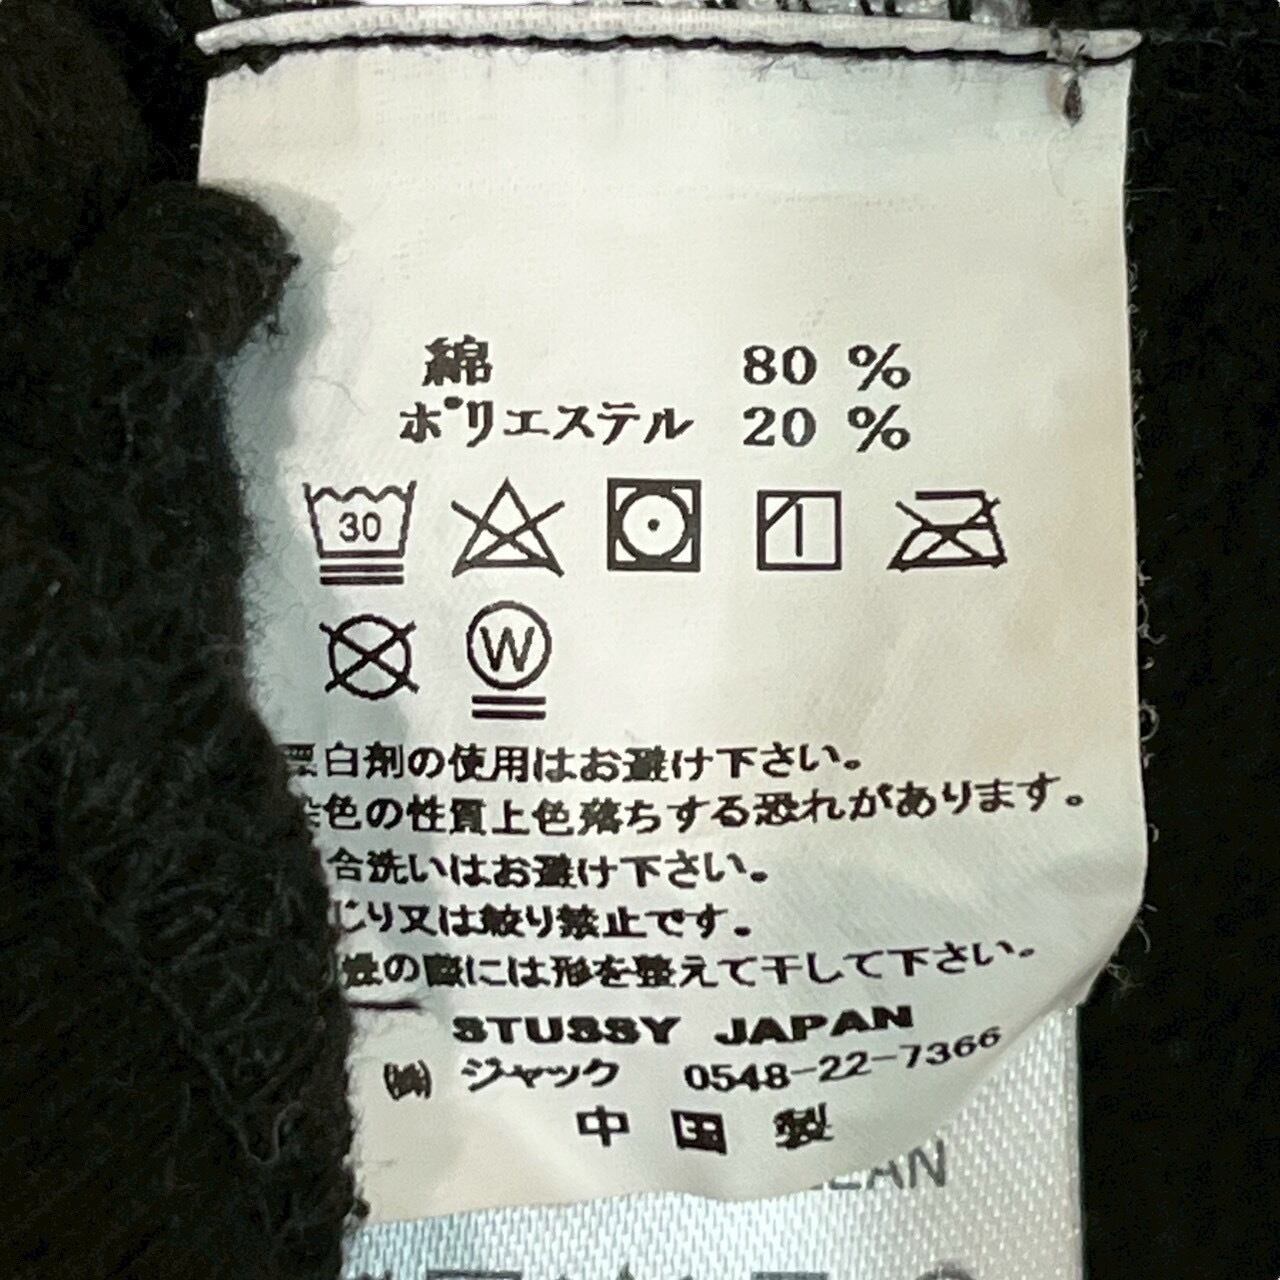 綿 80 %
ポリエステル 20 %
30
W
漂白剤の使用はお避け下さい。
色の性質上色落ちする恐れがあります。
合洗いはお避け下さい。
じり又は絞り禁止です。
の際には形を整えて干して下さい。
STUSSY JAPAN
㈱ ジャック 0548-22-7366
中国製